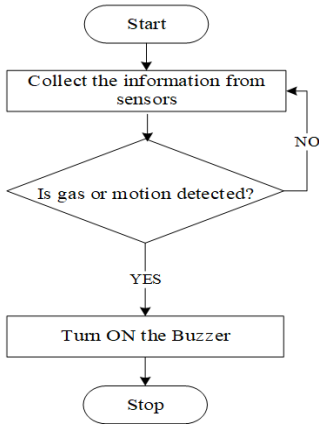 Start
Collect the information from
sensors
NO
Is gas or motion detected?
YES
Turn ON the Buzzer
Stop